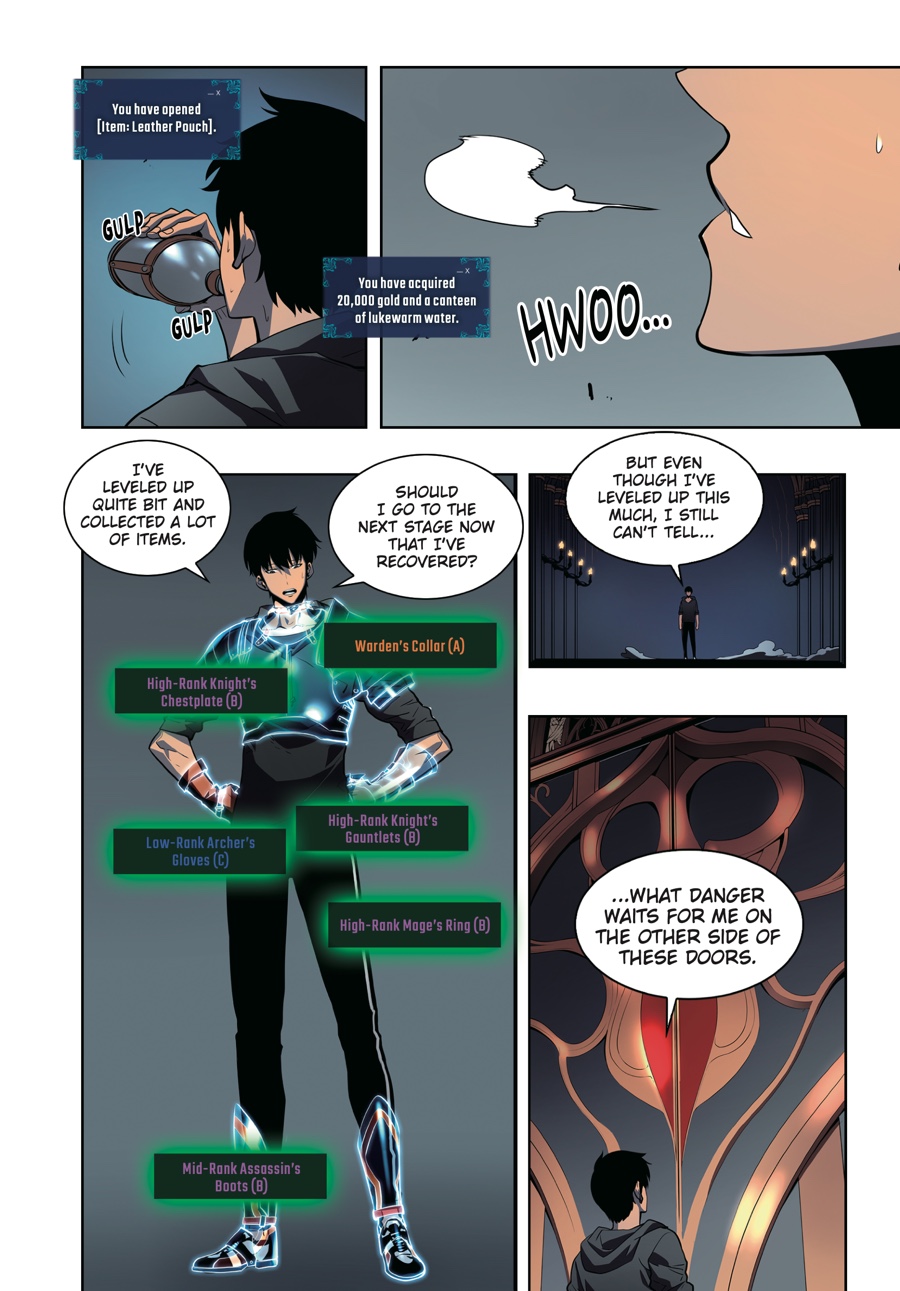 You have opened
[Item: Leather Pouch].
GULP
GULP
You have acquired
20,000 gold and a canteen
of lukewarm water.
HWOO...
I'VE
LEVELED UP
QUITE BIT AND
COLLECTED A LOT
OF ITEMS.
SHOULD
I GO TO THE
NEXT STAGE NOW
THAT I'VE
RECOVERED?
Warden's Collar (A)
High-Rank Knight's
Chestplate (B)
High-Rank Knight's
Gauntlets (B)
Low-Rank Archer's
Gloves (C)
High-Rank Mage's Ring (B)
Mid-Rank Assassin's
Boots (B)
BUT EVEN
THOUGH I'VE
LEVELED UP THIS
MUCH, I STILL
CAN'T TELL...
...WHAT DANGER
WAITS FOR ME ON
THE OTHER SIDE OF
THESE DOORS.